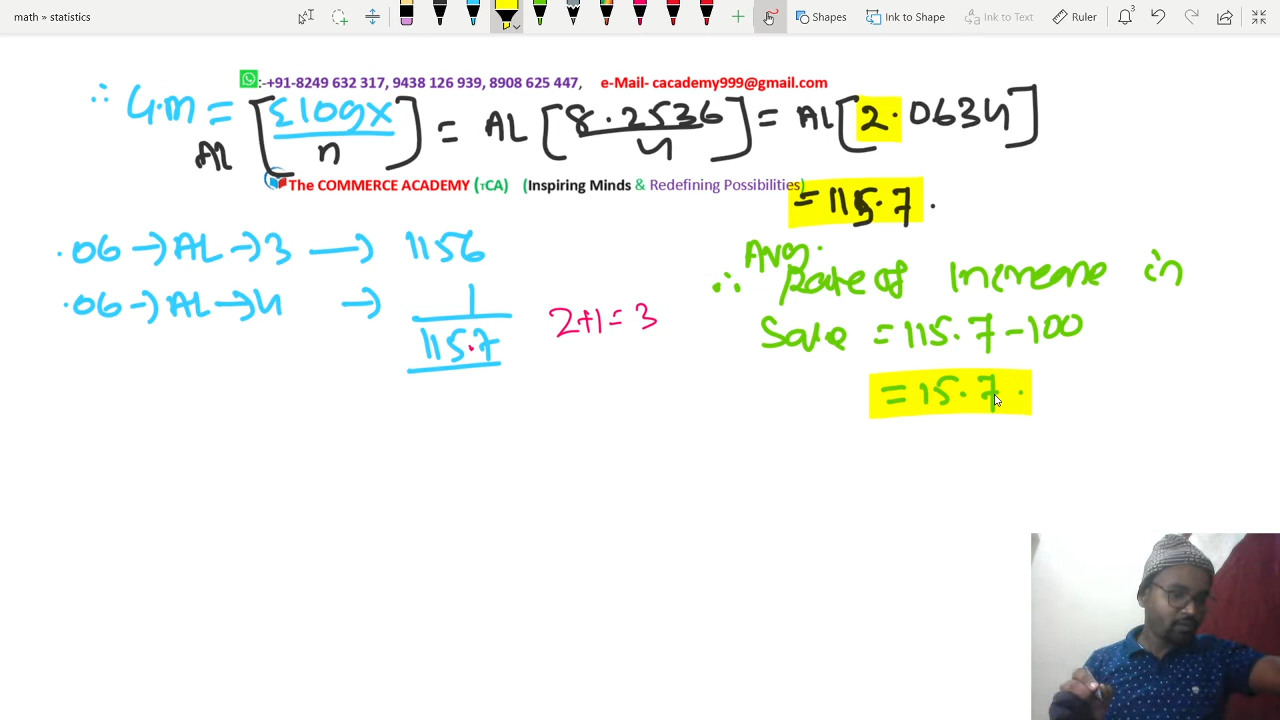 math » statistics
Shapes Ink to Shape Ink to Text Ruler
:-+91-8249 632 317, 9438 126 939, 8908 625 447, e-Mail- cacademy999@gmail.com
∴ G.m = AL [Σlogx / n] = AL [8.2536 / 4] = AL [2.0634]
The COMMERCE ACADEMY (TCA) (Inspiring Minds & Redefining Possibilities)
= 115.7.
.06 → AL → 3 → 1156
.06 → AL → 4 → 1
115.7
2+1=3
∴ Avg. Rate of Increase in
Sale = 115.7 - 100
= 15.7.